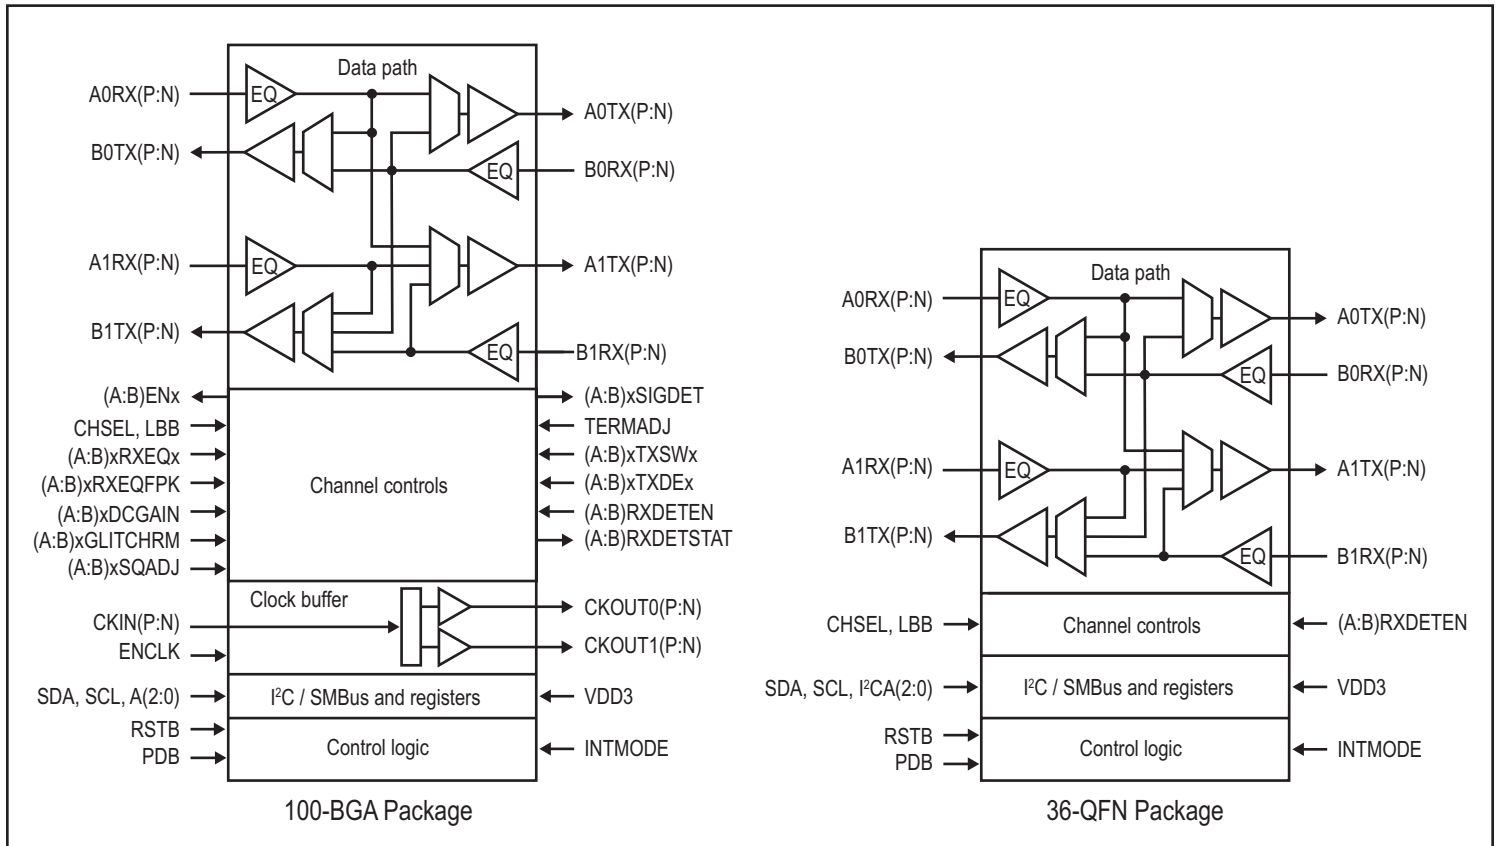 Data path
A0RX(P:N)
EQ
A0TX(P:N)
B0TX(P:N)
EQ
B0RX(P:N)
A1RX(P:N)
EQ
A1TX(P:N)
B1TX(P:N)
EQ
B1RX(P:N)
(A:B)ENx
(A:B)xSIGDET
CHSEL, LBB
TERMADJ
(A:B)xRXEQx
(A:B)xTXSWx
(A:B)xRXEQFPK
(A:B)xTXDEx
Channel controls
(A:B)xDCGAIN
(A:B)RXDETEN
(A:B)xGLITCHRM
(A:B)RXDETSTAT
(A:B)xSQADJ
Clock buffer
CKOUT0(P:N)
CKIN(P:N)
CKOUT1(P:N)
ENCLK
SDA, SCL, A(2:0)
I²C / SMBus and registers
VDD3
RSTB
Control logic
INTMODE
PDB
100-BGA Package
Data path
A0RX(P:N)
EQ
A0TX(P:N)
B0TX(P:N)
EQ
B0RX(P:N)
A1RX(P:N)
EQ
A1TX(P:N)
B1TX(P:N)
EQ
B1RX(P:N)
CHSEL, LBB
Channel controls
(A:B)RXDETEN
SDA, SCL, I²CA(2:0)
I²C / SMBus and registers
VDD3
RSTB
Control logic
INTMODE
PDB
36-QFN Package